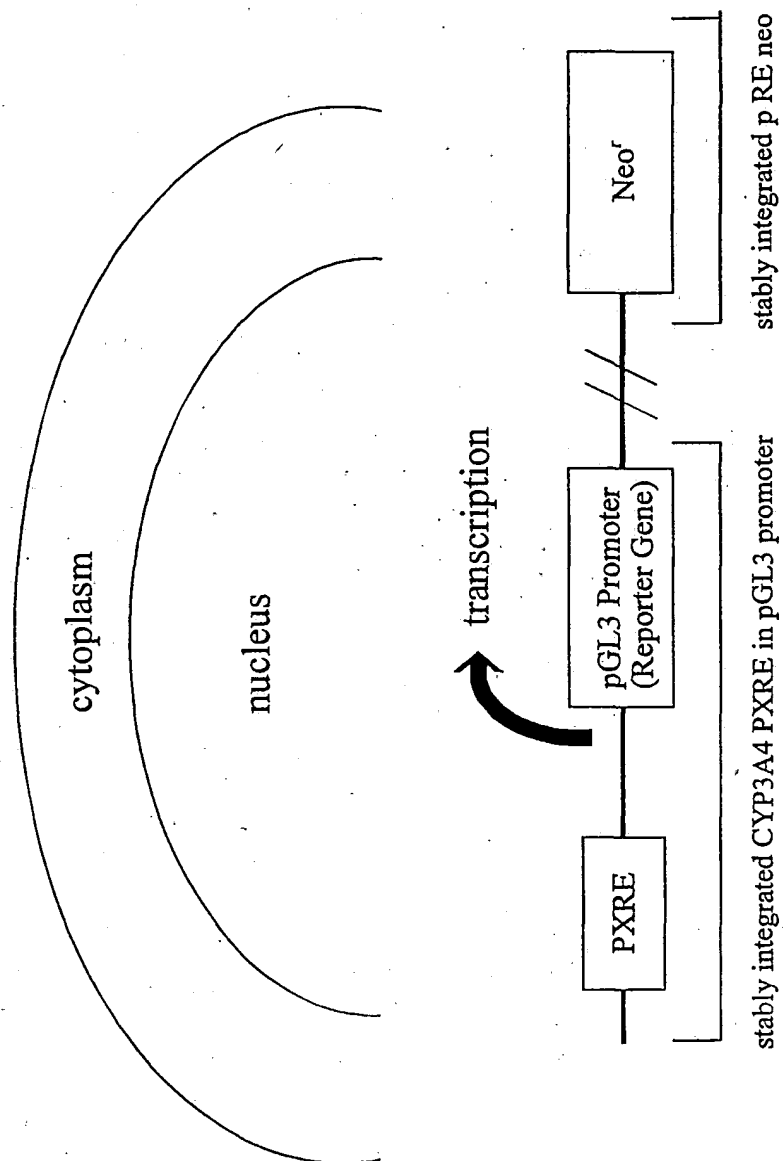 cytoplasm
nucleus
transcription
PXRE
pGL3 Promoter
(Reporter Gene)
Neoʳ
stably integrated CYP3A4 PXRE in pGL3 promoter
stably integrated p RE neo